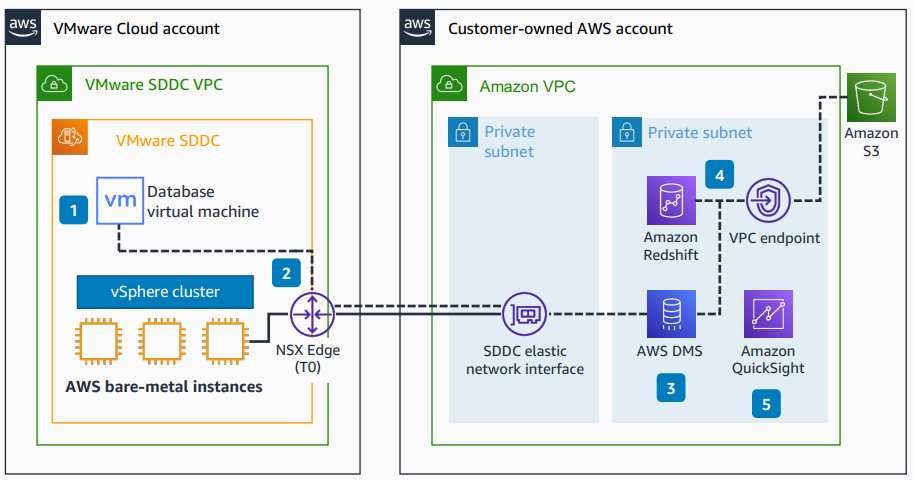 aws
VMware Cloud account
VMware SDDC VPC
VMware SDDC
1
vm
Database
virtual machine
2
vSphere cluster
NSX Edge
(T0)
AWS bare-metal instances
aws
Customer-owned AWS account
Amazon VPC
Private
subnet
SDDC elastic
network interface
Private subnet
4
Amazon
Redshift
VPC endpoint
AWS DMS
3
Amazon
QuickSight
5
Amazon
S3